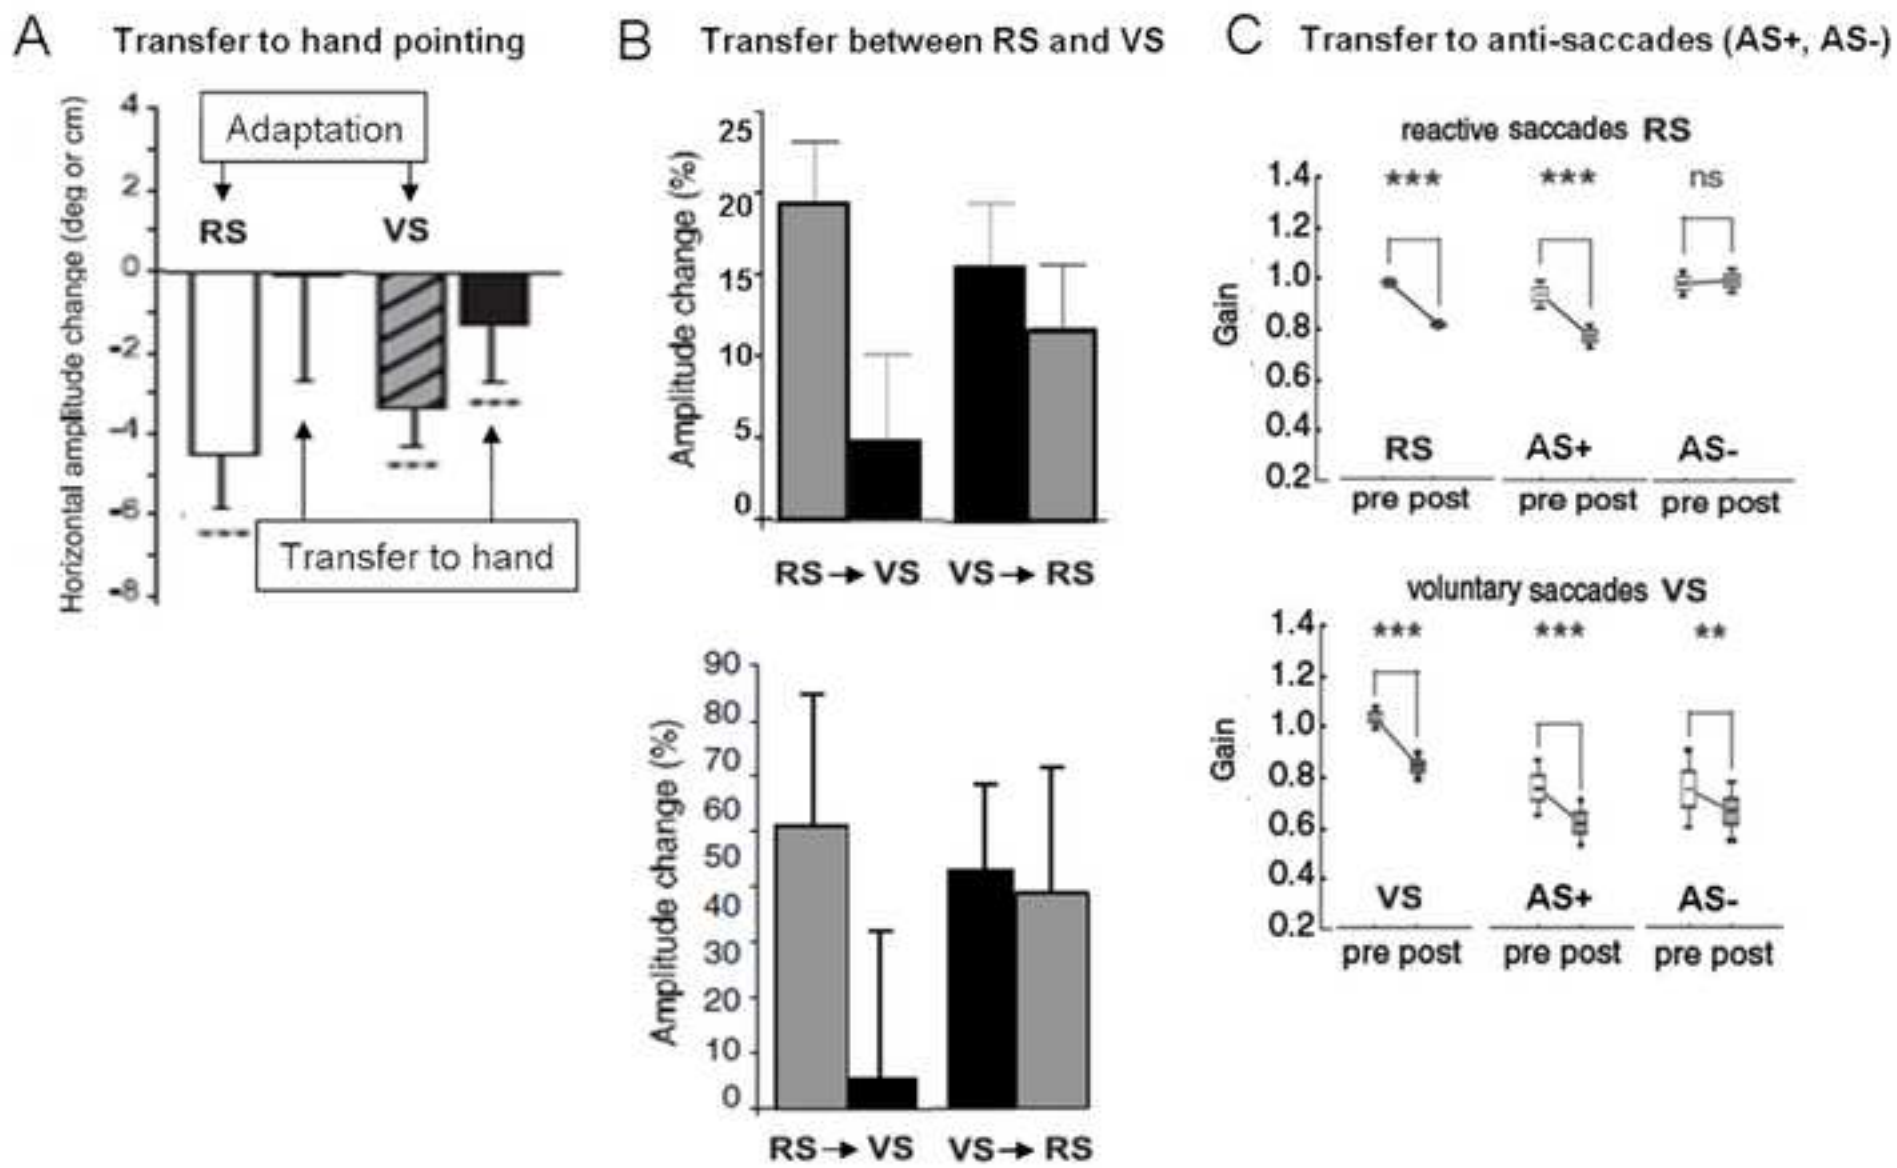 A Transfer to hand pointing
Horizontal amplitude change (deg or cm)
4
2
0
-2
-4
-6
-8
Adaptation
RS VS
Transfer to hand
B Transfer between RS and VS
Amplitude change (%)
25
20
15
10
5
0
RS VS VS RS
Amplitude change (%)
90
80
70
60
50
40
30
20
10
0
RS VS VS RS
C Transfer to anti-saccades (AS+, AS-)
reactive saccades RS
Gain
1.4
1.2
1.0
0.8
0.6
0.4
0.2
*** *** ns
RS AS+ AS-
pre post pre post pre post
voluntary saccades VS
Gain
1.4
1.2
1.0
0.8
0.6
0.4
0.2
*** *** **
VS AS+ AS-
pre post pre post pre post